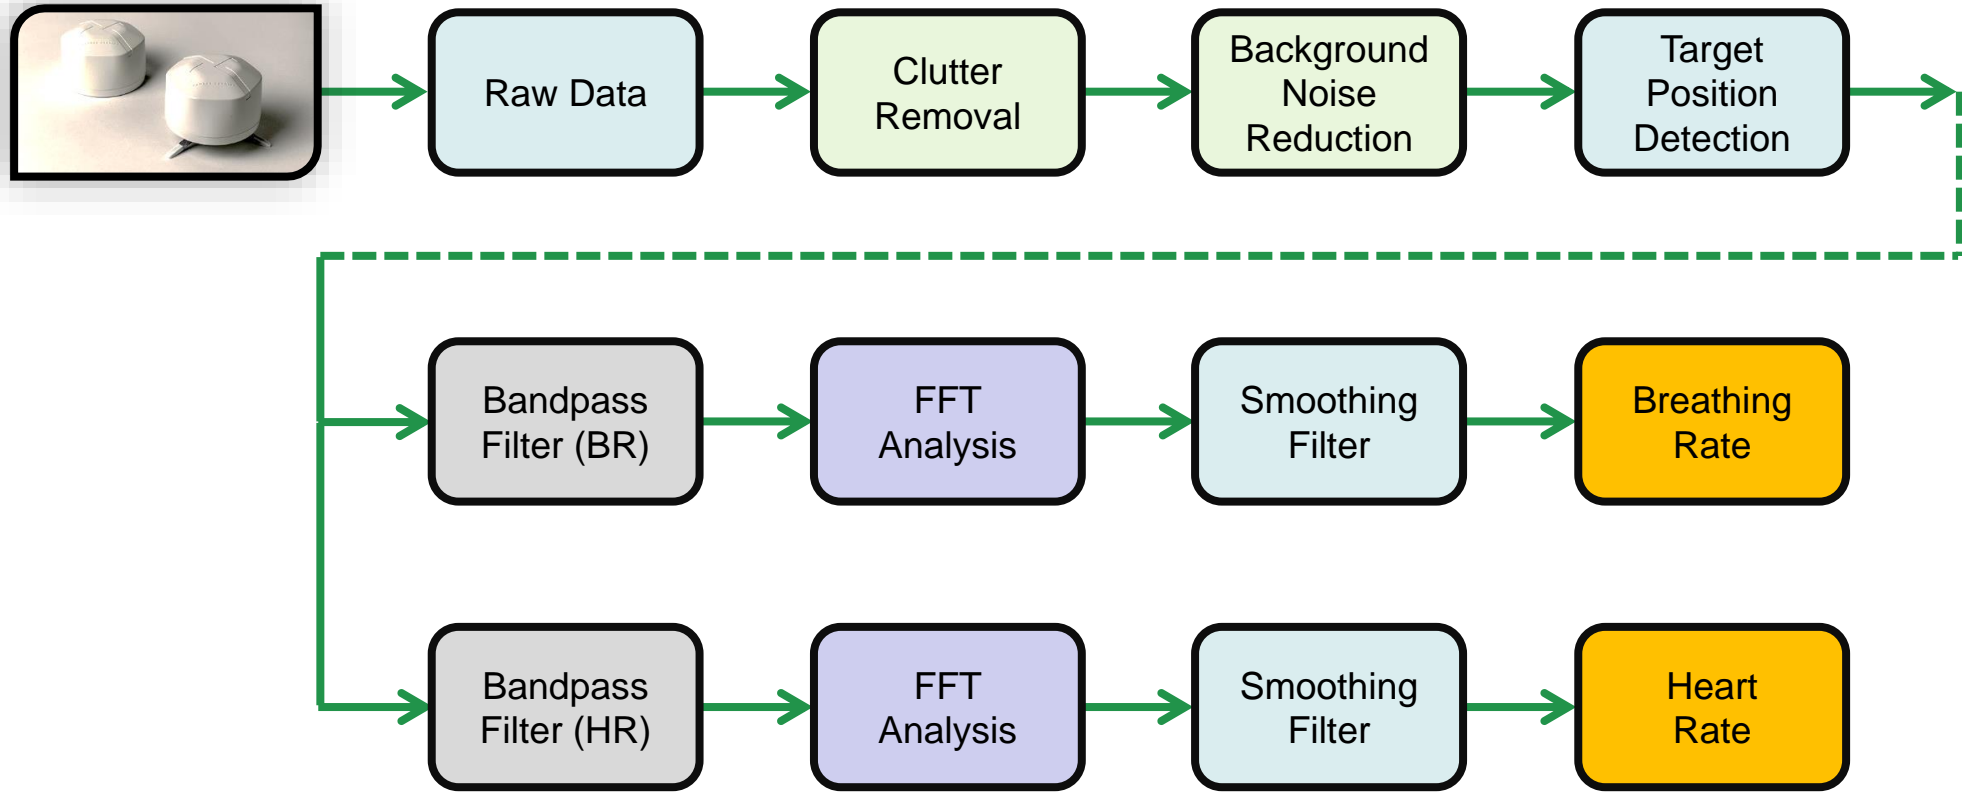 Raw Data
Clutter
Removal
Background
Noise
Reduction
Target
Position
Detection
Bandpass
Filter (BR)
FFT
Analysis
Smoothing
Filter
Breathing
Rate
Bandpass
Filter (HR)
FFT
Analysis
Smoothing
Filter
Heart
Rate